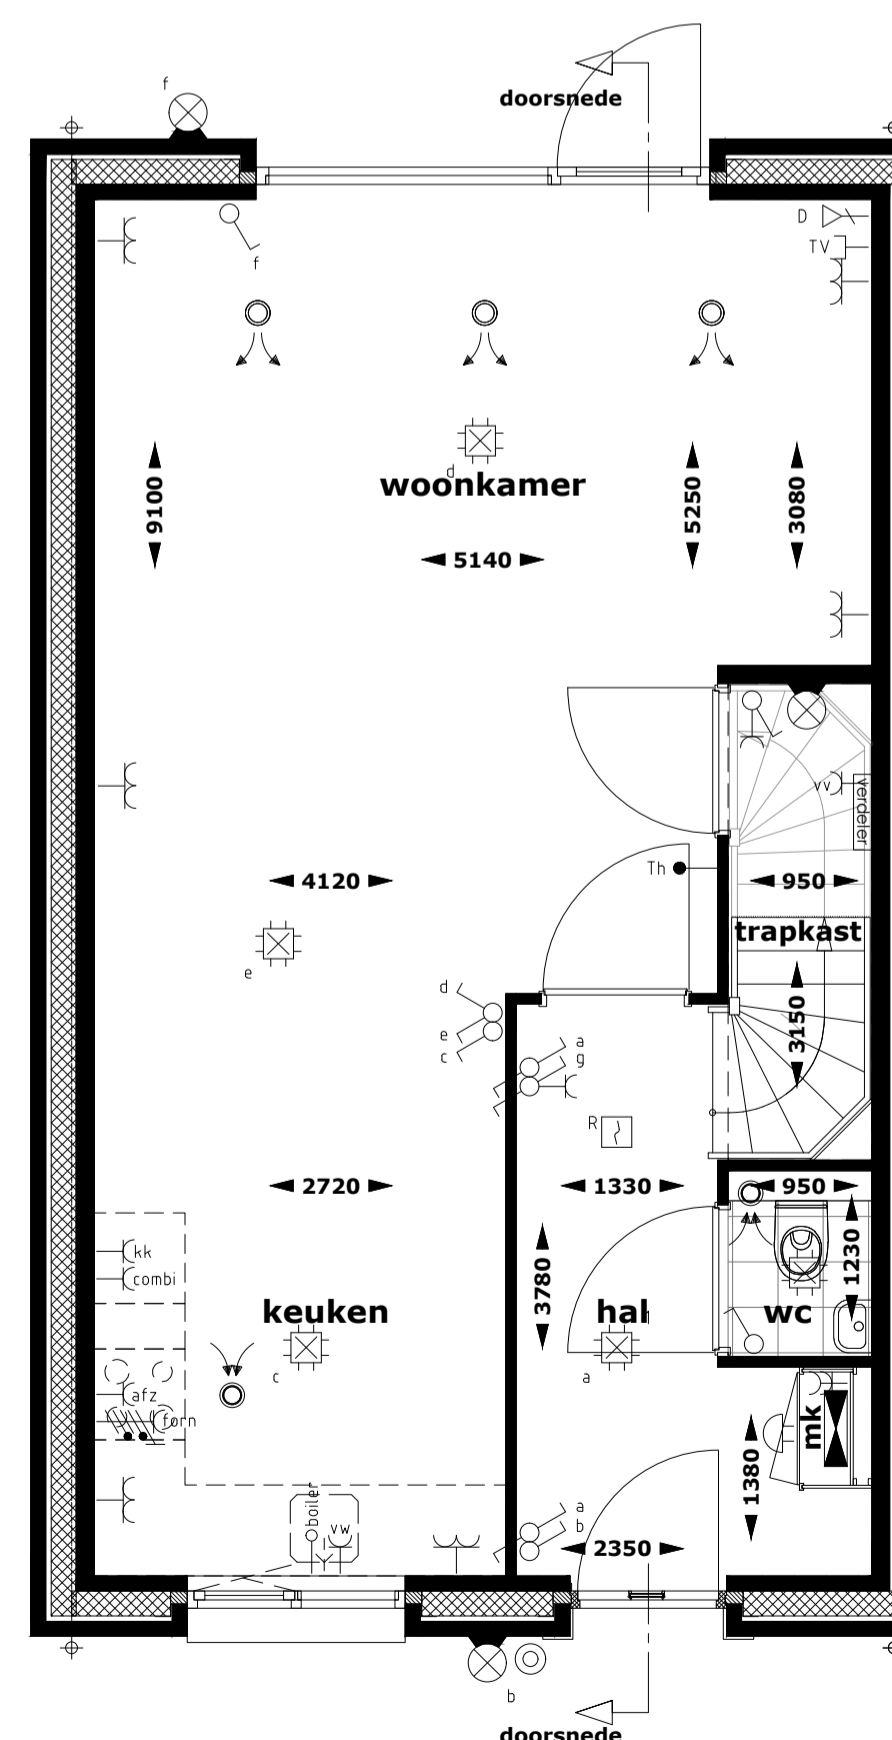 f
doorsnede
D
f
TV
d
woonkamer
9100
5250
3080
5140
vv
verdeler
Th
4120
950
trapkast
e
d
3150
e
a
c
g
R
2720
1330
950
kk
1230
combi
3780
keuken
hal
wc
c
a
afz
forn
mk
1380
boiler
a
vw
b
2350
b
doorsnede